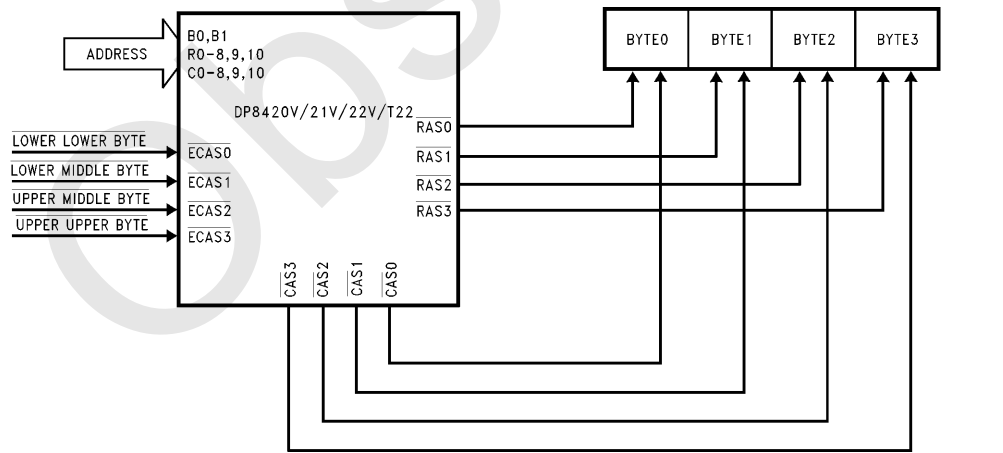 ADDRESS
B0,B1
R0-8,9,10
C0-8,9,10
DP8420V/21V/22V/T22
LOWER LOWER BYTE
LOWER MIDDLE BYTE
UPPER MIDDLE BYTE
UPPER UPPER BYTE
ECAS0
ECAS1
ECAS2
ECAS3
RAS0
RAS1
RAS2
RAS3
CAS3
CAS2
CAS1
CAS0
BYTE0
BYTE1
BYTE2
BYTE3
Obs